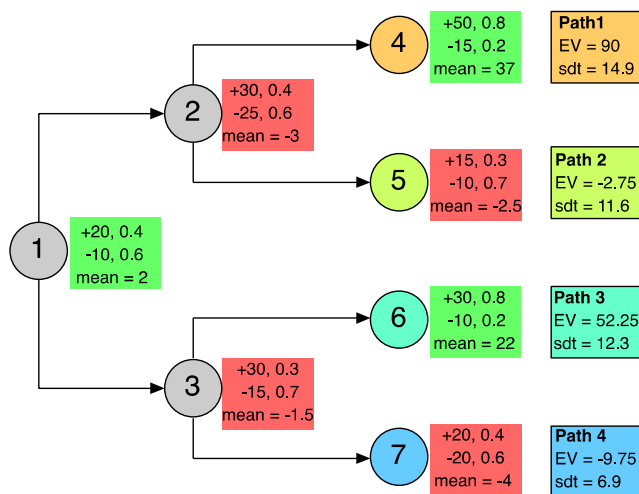 4
+50, 0.8
-15, 0.2
mean = 37
Path1
EV = 90
sdt = 14.9
2
+30, 0.4
-25, 0.6
mean = -3
5
+15, 0.3
-10, 0.7
mean = -2.5
Path 2
EV = -2.75
sdt = 11.6
1
+20, 0.4
-10, 0.6
mean = 2
6
+30, 0.8
-10, 0.2
mean = 22
Path 3
EV = 52.25
sdt = 12.3
3
+30, 0.3
-15, 0.7
mean = -1.5
7
+20, 0.4
-20, 0.6
mean = -4
Path 4
EV = -9.75
sdt = 6.9